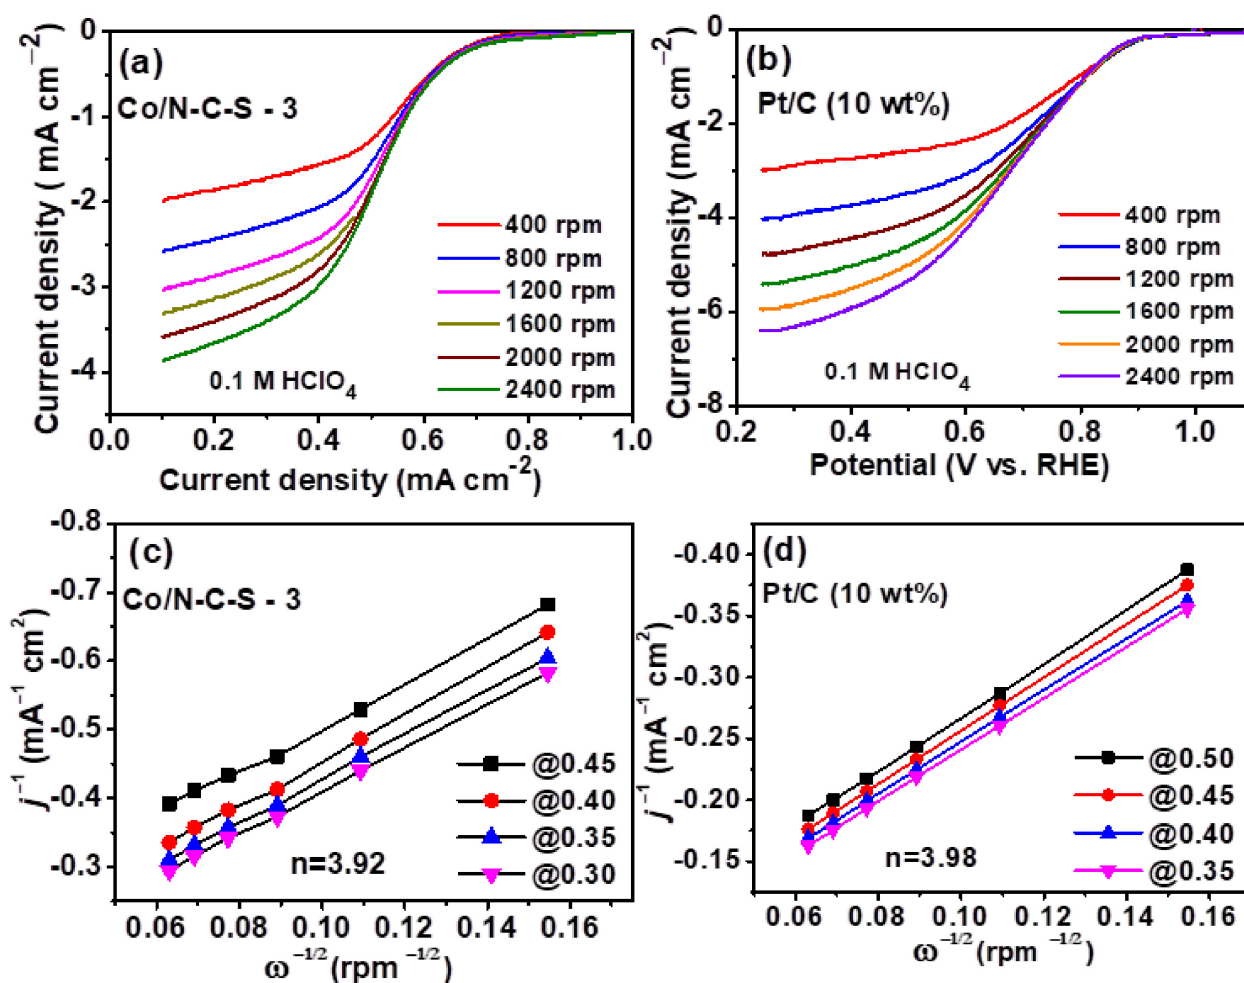 (a)
Co/N-C-S - 3
Current density ( mA cm⁻²)
0
-1
-2
-3
-4
400 rpm
800 rpm
1200 rpm
1600 rpm
2000 rpm
2400 rpm
0.1 M HClO₄
0.0 0.2 0.4 0.6 0.8 1.0
Current density (mA cm⁻²)
(b)
Pt/C (10 wt%)
Current density (mA cm⁻²)
0
-2
-4
-6
-8
400 rpm
800 rpm
1200 rpm
1600 rpm
2000 rpm
2400 rpm
0.1 M HClO₄
0.2 0.4 0.6 0.8 1.0
Potential (V vs. RHE)
(c)
Co/N-C-S - 3
j⁻¹ (mA⁻¹ cm²)
-0.8
-0.7
-0.6
-0.5
-0.4
-0.3
@0.45
@0.40
@0.35
@0.30
n=3.92
0.06 0.08 0.10 0.12 0.14 0.16
ω⁻¹/² (rpm ⁻¹/²)
(d)
Pt/C (10 wt%)
j⁻¹ (mA⁻¹ cm²)
-0.40
-0.35
-0.30
-0.25
-0.20
-0.15
@0.50
@0.45
@0.40
@0.35
n=3.98
0.06 0.08 0.10 0.12 0.14 0.16
ω⁻¹/² (rpm ⁻¹/²)